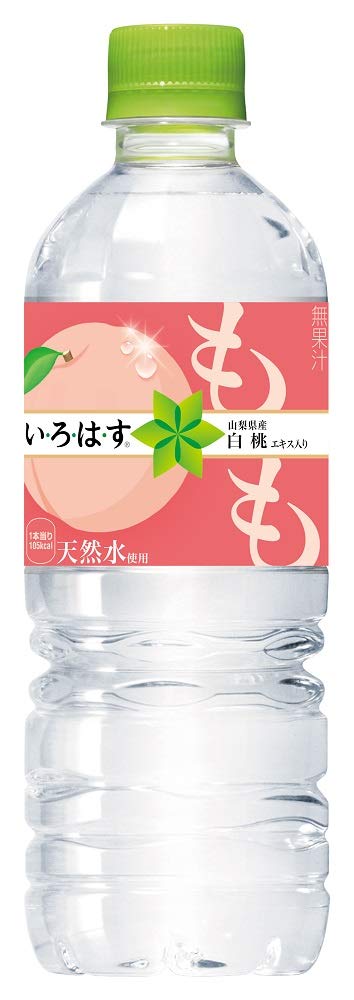 無果汁
もも
い・ろ・は・す®
山梨県産
白桃 エキス入り
1本当り
105kcal
天然水使用